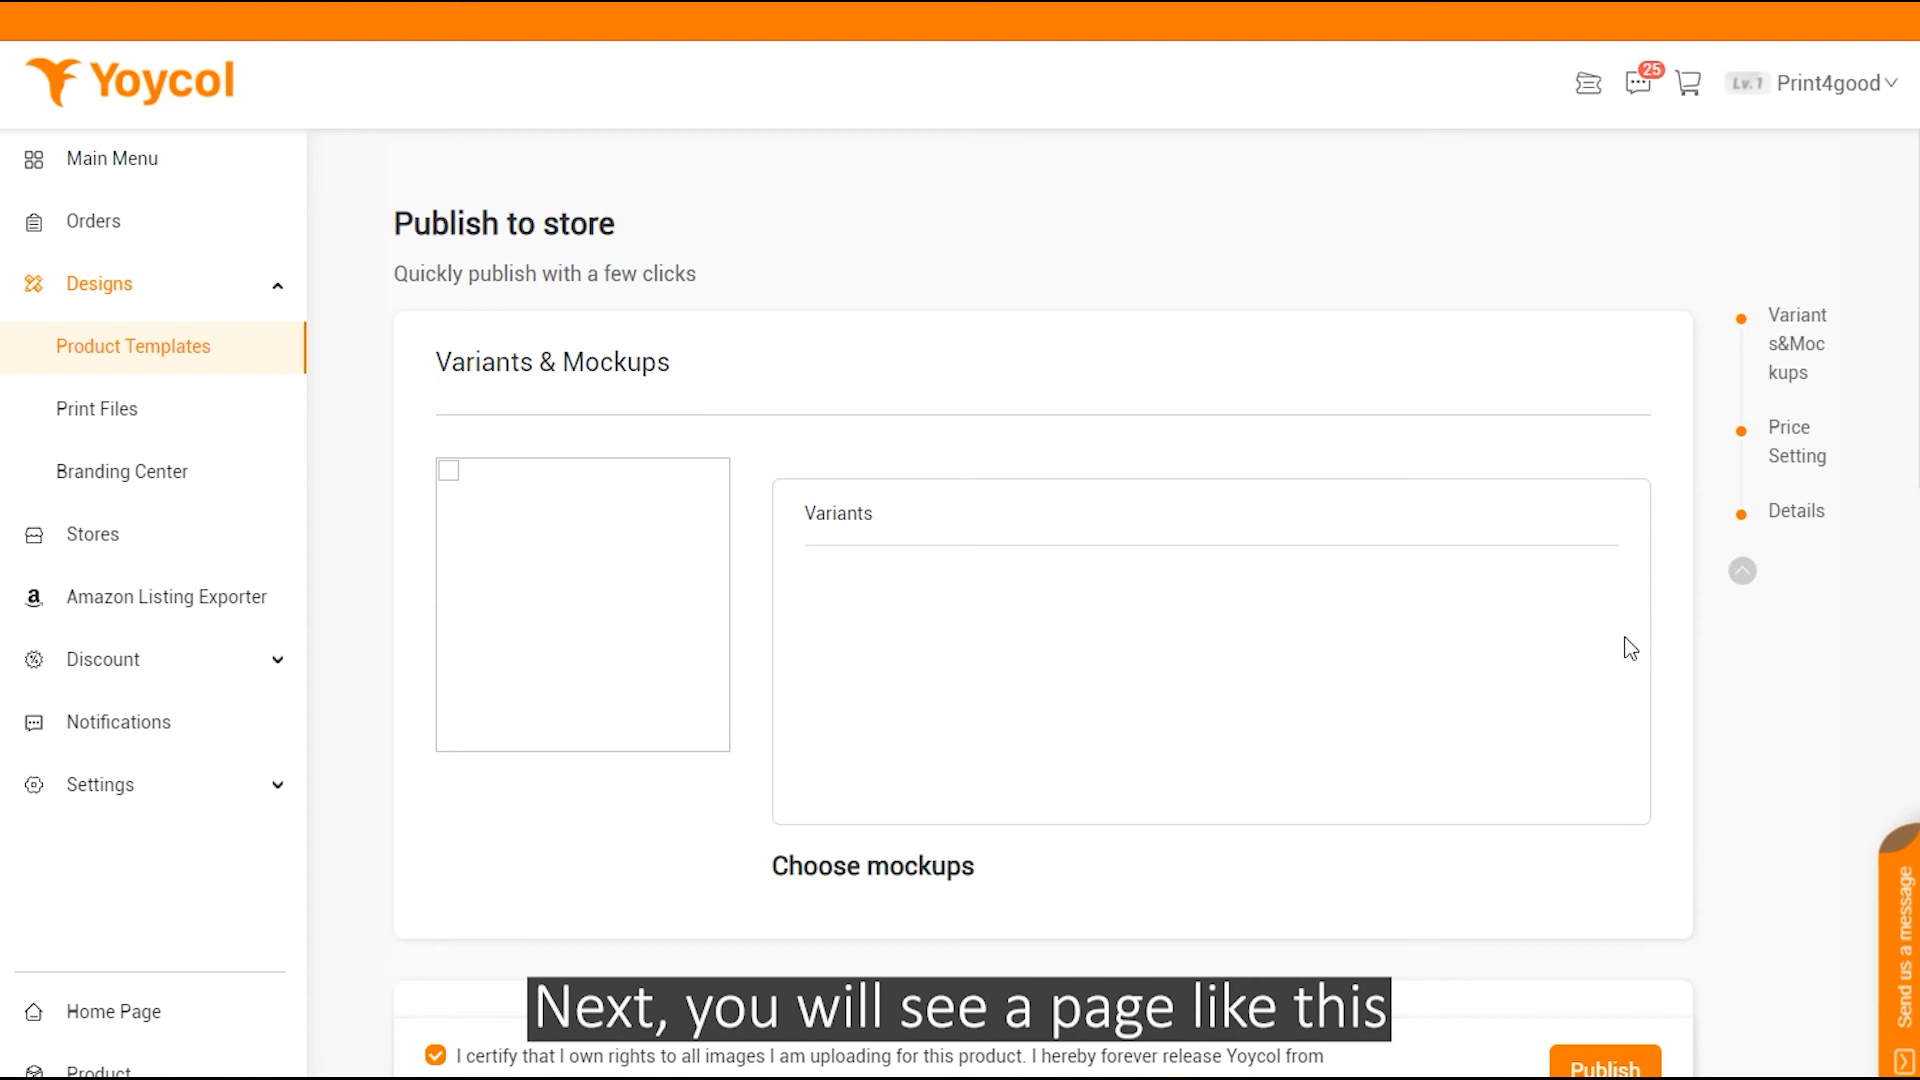 Yoycol
25
Lv.1
Print4good
Main Menu
Orders
Designs
Product Templates
Print Files
Branding Center
Stores
Amazon Listing Exporter
Discount
Notifications
Settings
Home Page
Product
Publish to store
Quickly publish with a few clicks
Variants & Mockups
Variants
Choose mockups
Variant
s&Moc
kups
Price
Setting
Details
Send us a message
Next, you will see a page like this
I certify that I own rights to all images I am uploading for this product. I hereby forever release Yoycol from
Publish